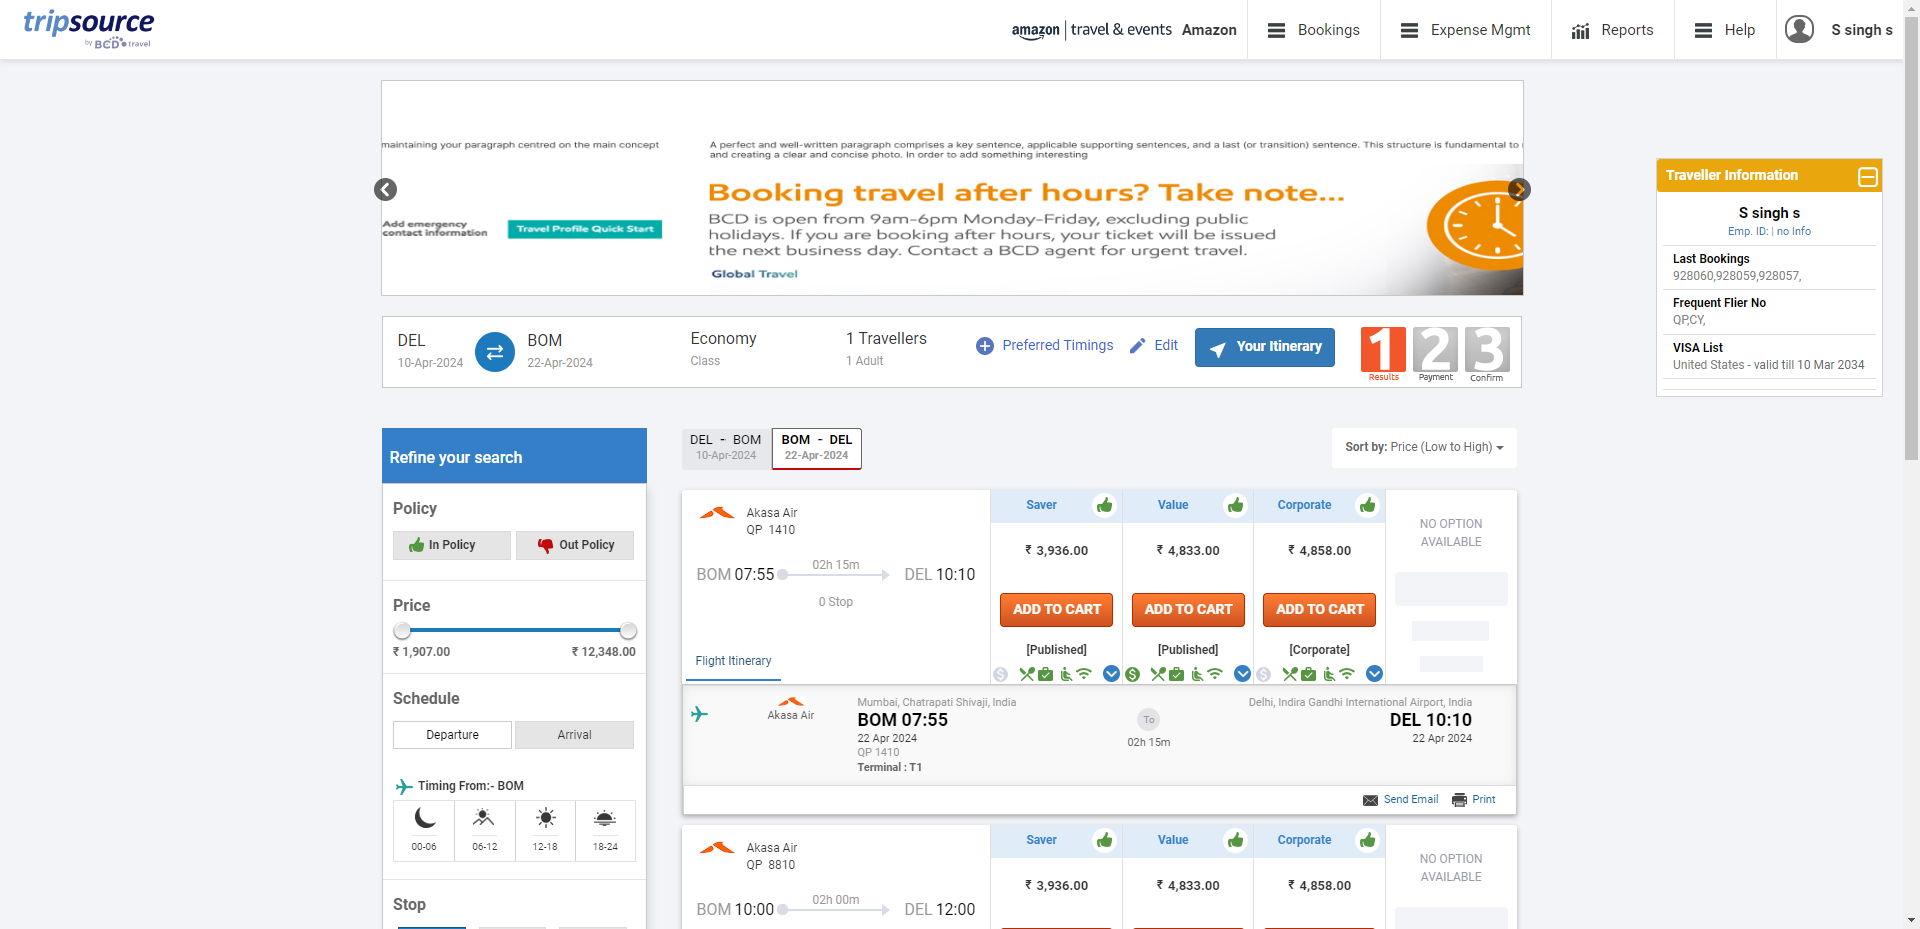 tripsource
by BCD travel
amazon | travel & events Amazon
Bookings
Expense Mgmt
Reports
Help
S singh s
maintaining your paragraph centred on the main concept
A perfect and well-written paragraph comprises a key sentence, applicable supporting sentences, and a last (or transition) sentence. This structure is fundamental to
and creating a clear and concise photo. In order to add something interesting
Booking travel after hours? Take note...
BCD is open from 9am-6pm Monday-Friday, excluding public
holidays. If you are booking after hours, your ticket will be issued
the next business day. Contact a BCD agent for urgent travel.
Global Travel
Add emergency
contact information
Travel Profile Quick Start
Traveller Information
S singh s
Emp. ID: | no Info
Last Bookings
928060,928059,928057,
Frequent Flier No
QP,CY,
VISA List
United States - valid till 10 Mar 2034
DEL
10-Apr-2024
BOM
22-Apr-2024
Economy
Class
1 Travellers
1 Adult
Preferred Timings
Edit
Your Itinerary
1 Results
2 Payment
3 Confirm
Refine your search
Policy
In Policy
Out Policy
Price
₹ 1,907.00
₹ 12,348.00
Schedule
Departure
Arrival
Timing From:- BOM
00-06
06-12
12-18
18-24
Stop
DEL - BOM
10-Apr-2024
BOM - DEL
22-Apr-2024
Sort by: Price (Low to High)
Akasa Air
QP 1410
BOM 07:55
02h 15m
DEL 10:10
0 Stop
Flight Itinerary
Saver
₹ 3,936.00
ADD TO CART
[Published]
Value
₹ 4,833.00
ADD TO CART
[Published]
Corporate
₹ 4,858.00
ADD TO CART
[Corporate]
NO OPTION
AVAILABLE
Akasa Air
Mumbai, Chatrapati Shivaji, India
BOM 07:55
22 Apr 2024
QP 1410
Terminal : T1
To
02h 15m
Delhi, Indira Gandhi International Airport, India
DEL 10:10
22 Apr 2024
Send Email
Print
Akasa Air
QP 8810
BOM 10:00
02h 00m
DEL 12:00
Saver
₹ 3,936.00
Value
₹ 4,833.00
Corporate
₹ 4,858.00
NO OPTION
AVAILABLE